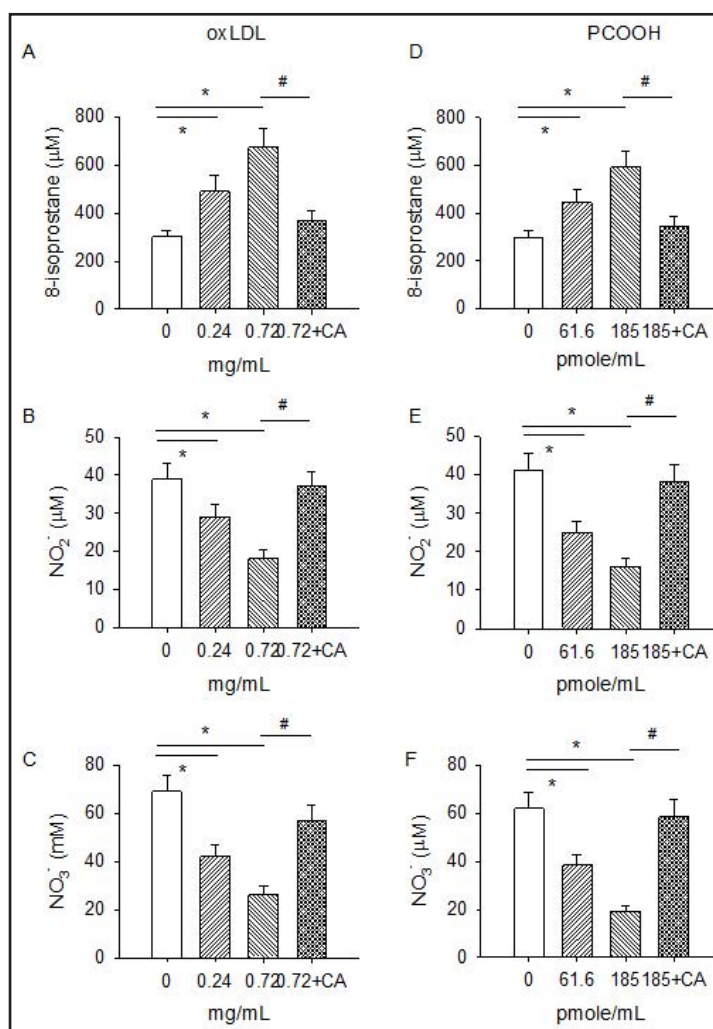 oxLDL
PCOOH
A
8-isoprostane (μM)
800
600
400
200
0
*
*
#
0 0.24 0.72 0.72+CA
mg/mL
D
8-isoprostane (μM)
800
600
400
200
0
*
*
#
0 61.6 185 185+CA
pmole/mL
B
NO₂⁻ (μM)
50
40
30
20
10
0
*
*
#
0 0.24 0.72 0.72+CA
mg/mL
E
NO₂⁻ (μM)
50
40
30
20
10
0
*
*
#
0 61.6 185 185+CA
pmole/mL
C
NO₃⁻ (mM)
80
60
40
20
0
*
*
#
0 0.24 0.72 0.72+CA
mg/mL
F
NO₃⁻ (μM)
80
60
40
20
0
*
*
#
0 61.6 185 185+CA
pmole/mL